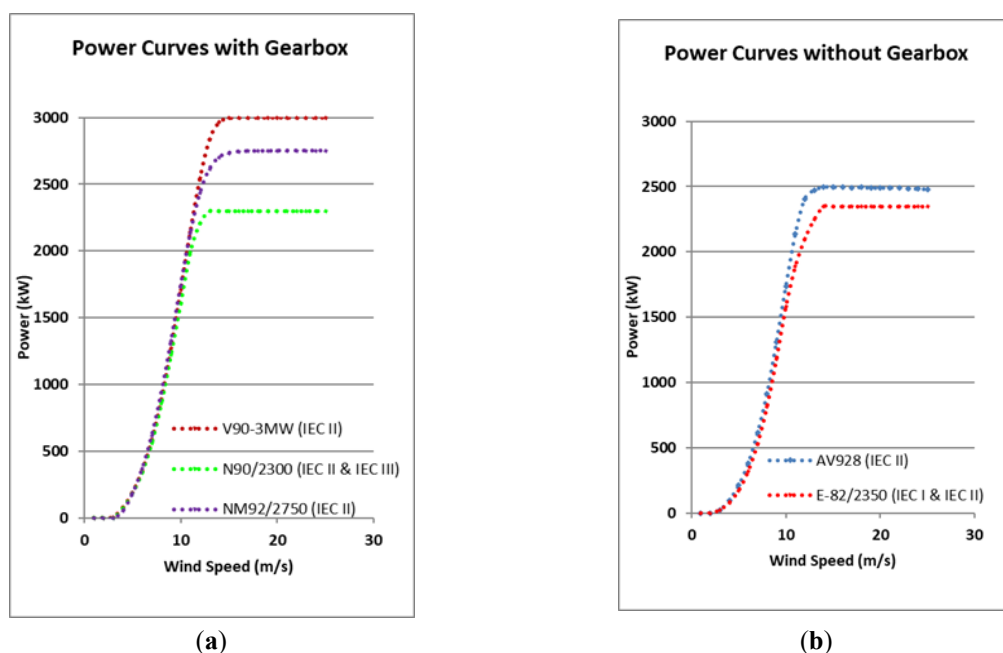 Power Curves with Gearbox
3000
2500
2000
1500
1000
500
0
Power (kW)
V90-3MW (IEC II)
N90/2300 (IEC II & IEC III)
NM92/2750 (IEC II)
0 10 20 30
Wind Speed (m/s)
(a)
Power Curves without Gearbox
3000
2500
2000
1500
1000
500
0
Power (kW)
AV928 (IEC II)
E-82/2350 (IEC I & IEC II)
0 10 20 30
Wind Speed (m/s)
(b)